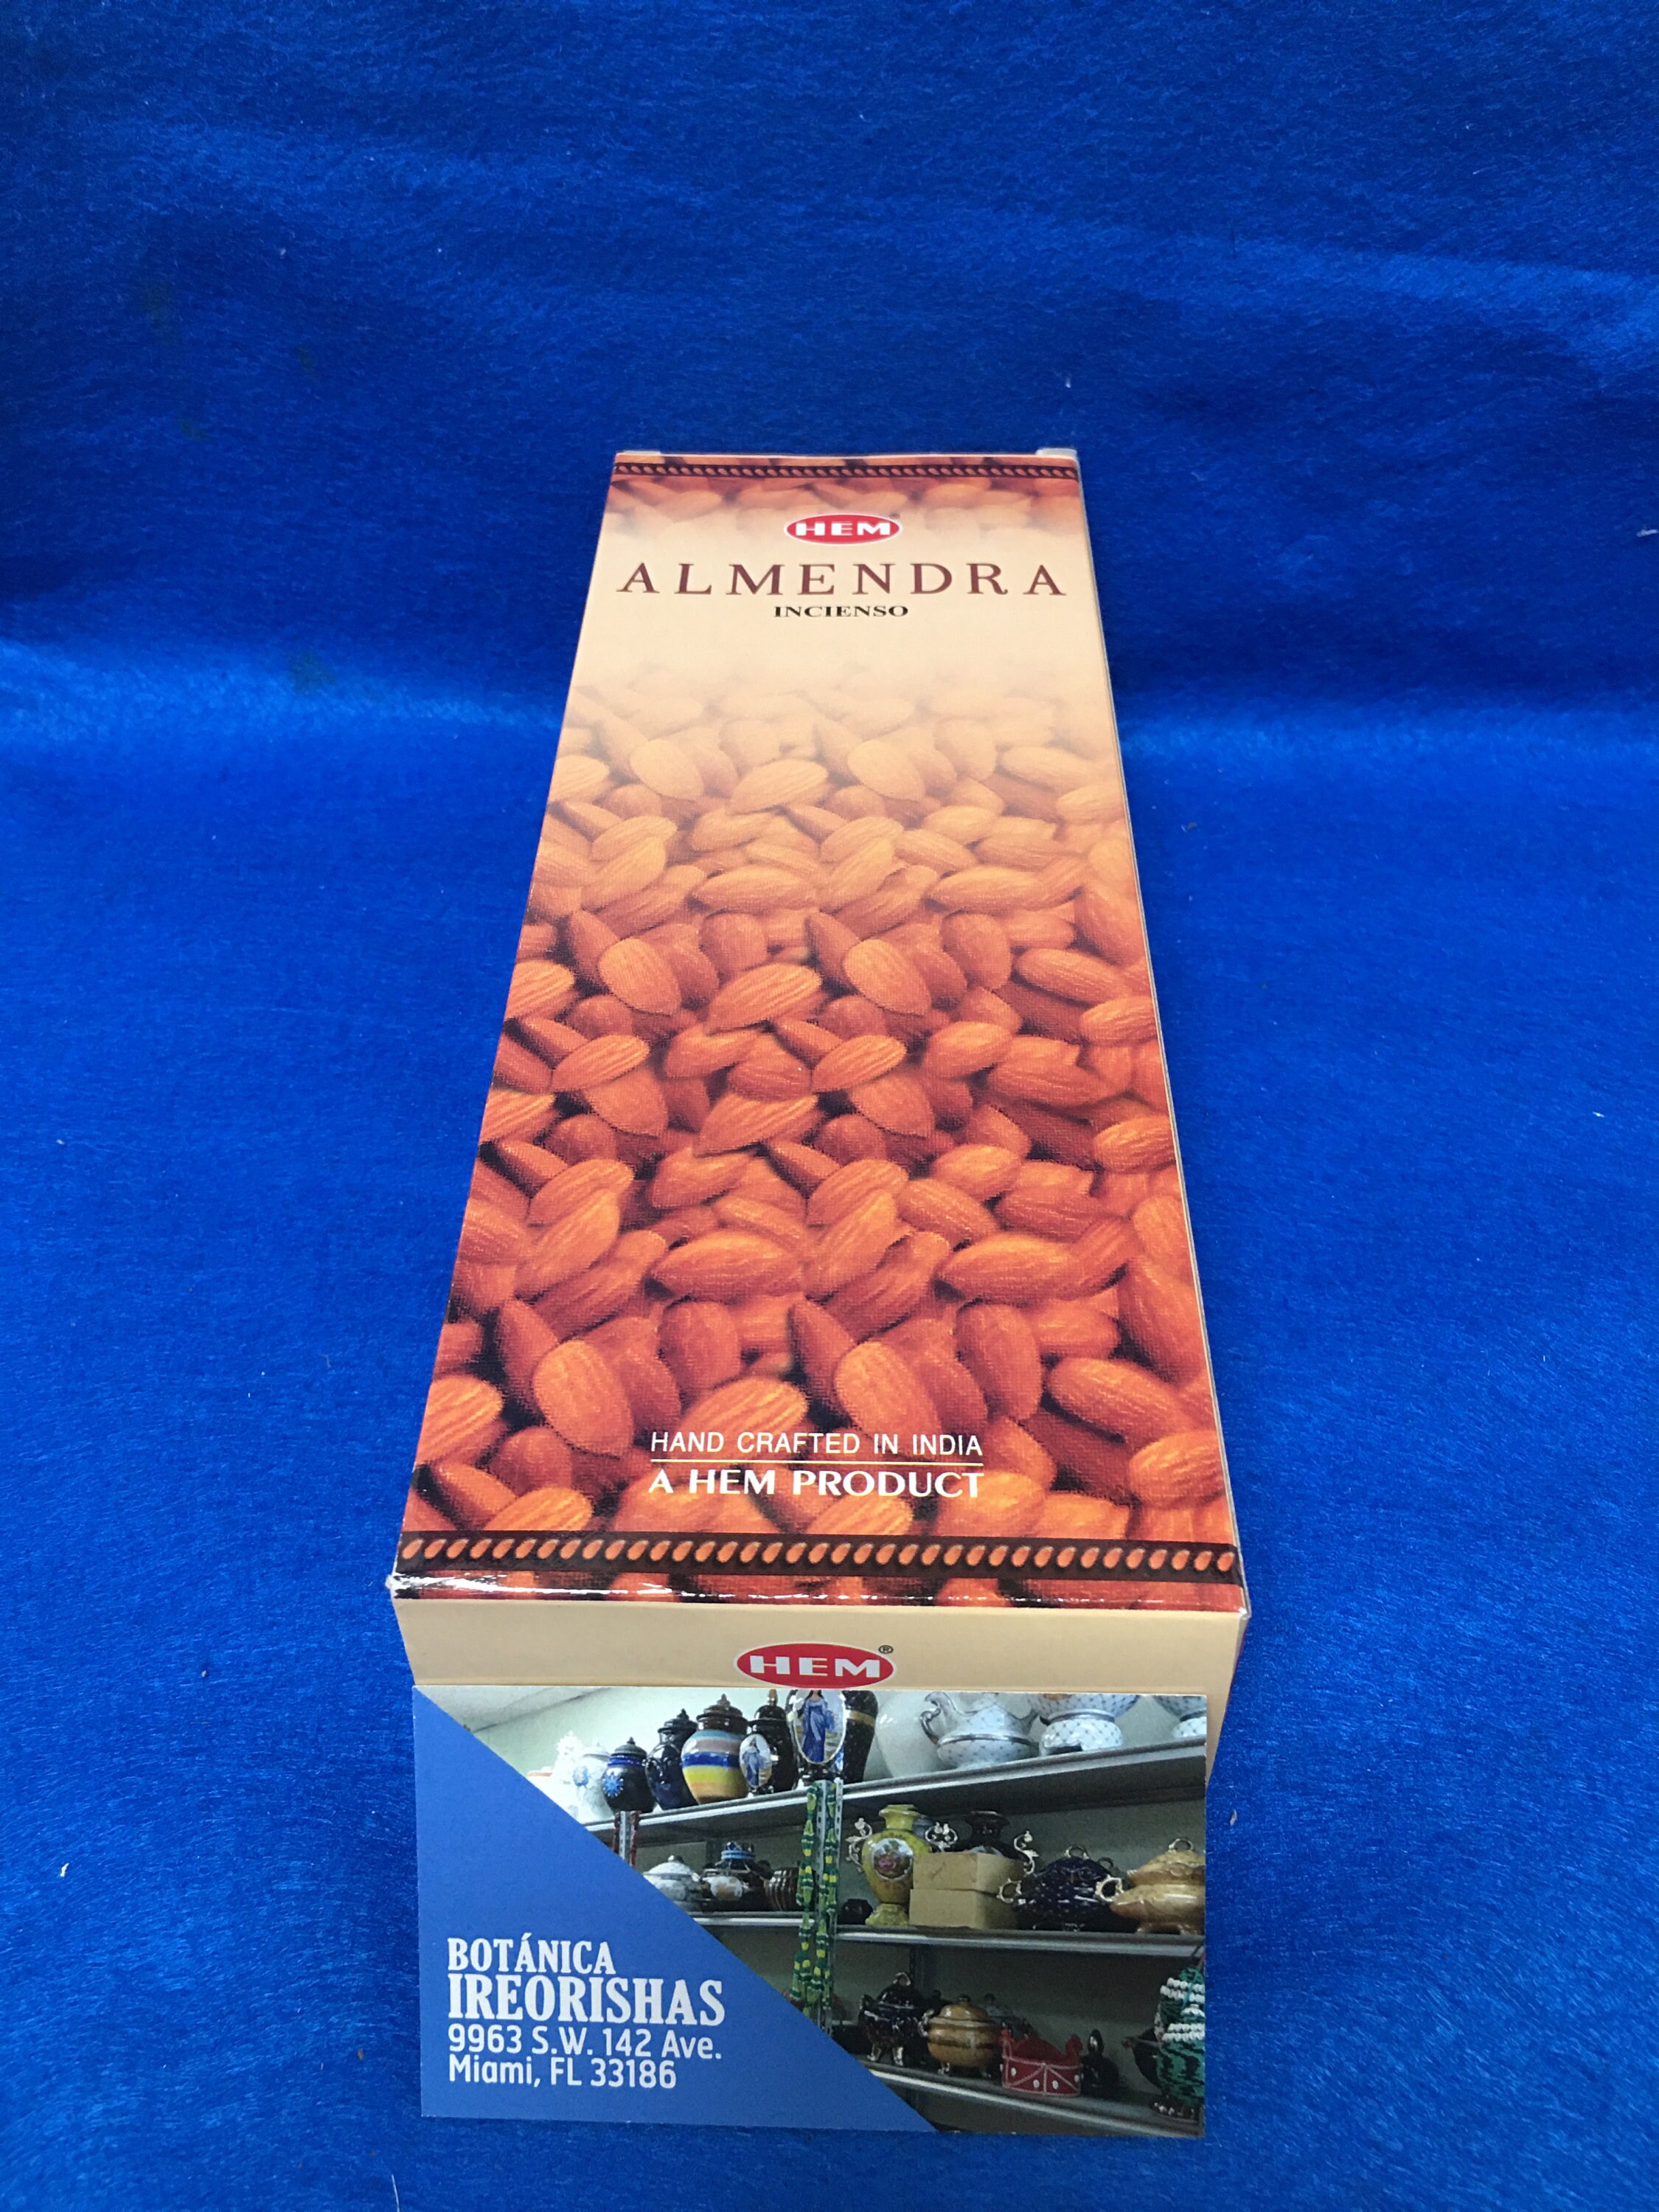 HEM
ALMENDRA
INCIENSO
HAND CRAFTED IN INDIA
A HEM PRODUCT
HEM®
BOTÁNICA
IREORISHAS
9963 S.W. 142 Ave.
Miami, FL 33186